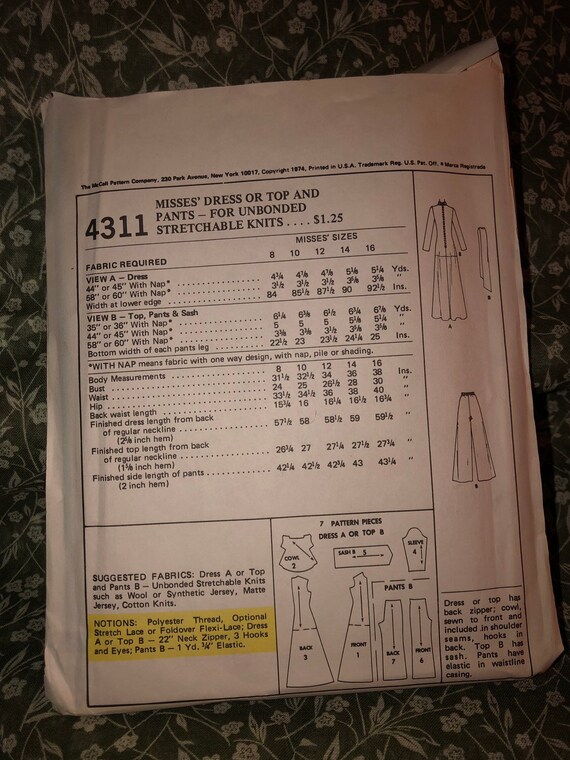 The McCall Pattern Company, 230 Park Avenue, New York 10017, Copyright 1974, Printed in U.S.A. Trademark Reg. U.S. Pat. Off. * Marca Registrada
4311
MISSES' DRESS OR TOP AND
PANTS – FOR UNBONDED
STRETCHABLE KNITS .... $1.25
MISSES' SIZES
FABRIC REQUIRED 8 10 12 14 16
VIEW A – Dress
44" or 45" With Nap* 4¼ 4⅞ 4⅞ 5⅛ 5¼ Yds.
58" or 60" With Nap* 3½ 3½ 3½ 3⅜ 3⅝ "
Width at lower edge 84 85½ 87½ 90 92½ Ins.
VIEW B – Top, Pants & Sash
35" or 36" With Nap* 6¼ 6⅜ 6½ 6¾ 6⅞ Yds.
44" or 45" With Nap* 5 5 5 5⅛ 5¼ "
58" or 60" With Nap* 3⅜ 3⅜ 3½ 3⅝ 3⅝ "
Bottom width of each pants leg 22½ 23 23½ 24¼ 25 Ins.
*WITH NAP means fabric with one way design, with nap, pile or shading.
Body Measurements 8 10 12 14 16
Bust 31½ 32½ 34 36 38 Ins.
Waist 24 25 26½ 28 30 "
Hip 33½ 34½ 36 38 40 "
Back waist length 15¾ 16 16¼ 16½ 16¾ "
Finished dress length from back
of regular neckline 57½ 58 58½ 59 59½ "
(2⅝ inch hem)
Finished top length from back
of regular neckline 26¾ 27 27¼ 27½ 27¾ "
(1⅝ inch hem)
Finished side length of pants 42¼ 42½ 42¾ 43 43¼ "
(2 inch hem)
A
B
B
SUGGESTED FABRICS: Dress A or Top
and Pants B – Unbonded Stretchable Knits
such as Wool or Synthetic Jersey, Matte
Jersey, Cotton Knits.
NOTIONS: Polyester Thread, Optional
Stretch Lace or Foldover Flexi-Lace; Dress
A or Top B – 22" Neck Zipper, 3 Hooks
and Eyes; Pants B – 1 Yd. ¾" Elastic.
7 PATTERN PIECES
DRESS A OR TOP B
COWL
2
SASH B 5
SLEEVE
4
BACK
3
FRONT
1
PANTS B
BACK
7
FRONT
6
Dress or top has
back zipper; cowl,
sewn to front and
included in shoulder
seams, hooks in
back. Top B has
sash. Pants have
elastic in waistline
casing.